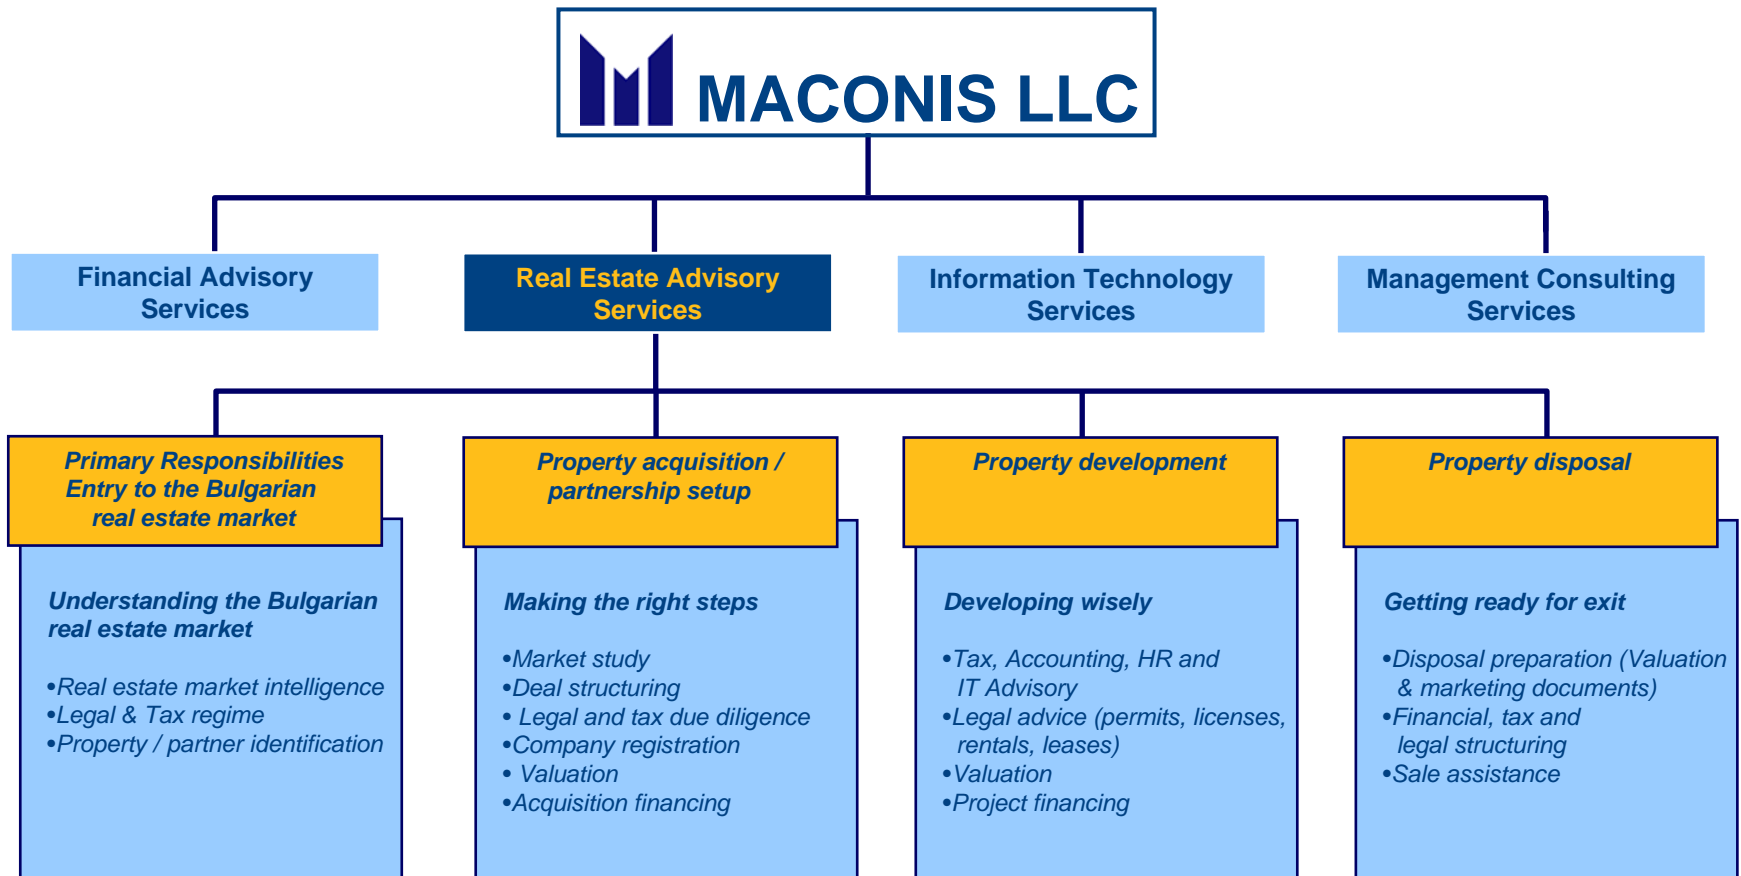 MACONIS LLC
Financial Advisory
Services
Real Estate Advisory
Services
Information Technology
Services
Management Consulting
Services
Primary Responsibilities
Entry to the Bulgarian
real estate market
Understanding the Bulgarian
real estate market
•Real estate market intelligence
•Legal & Tax regime
•Property / partner identification
Property acquisition /
partnership setup
Making the right steps
•Market study
•Deal structuring
• Legal and tax due diligence
•Company registration
• Valuation
•Acquisition financing
Property development
Developing wisely
•Tax, Accounting, HR and
IT Advisory
•Legal advice (permits, licenses,
rentals, leases)
•Valuation
•Project financing
Property disposal
Getting ready for exit
•Disposal preparation (Valuation
& marketing documents)
•Financial, tax and
legal structuring
•Sale assistance